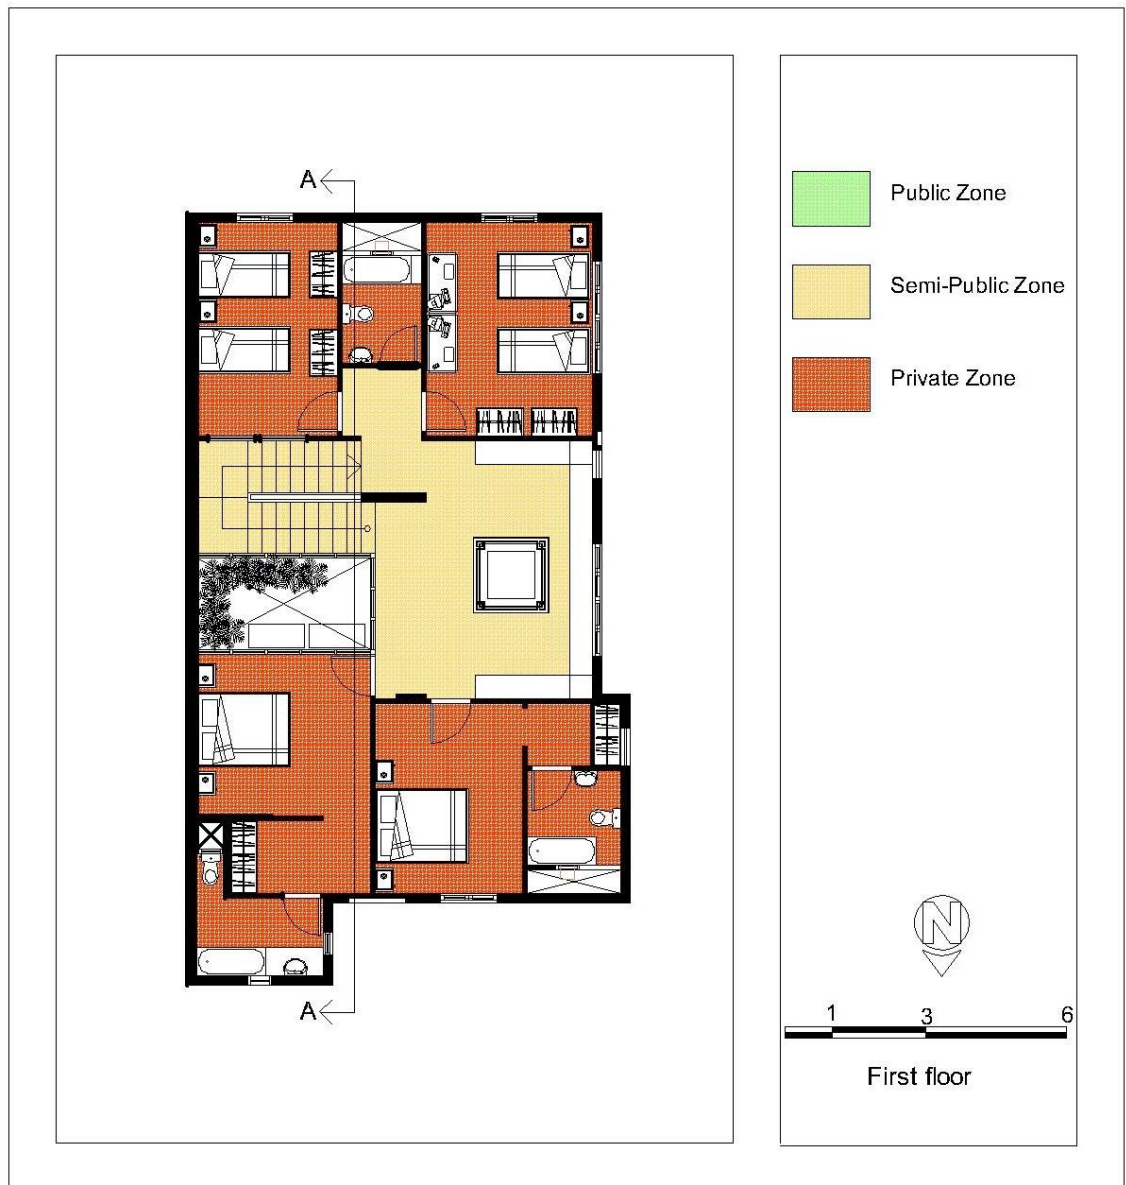 A
Public Zone
Semi-Public Zone
Private Zone
N
A
1 3 6
First floor